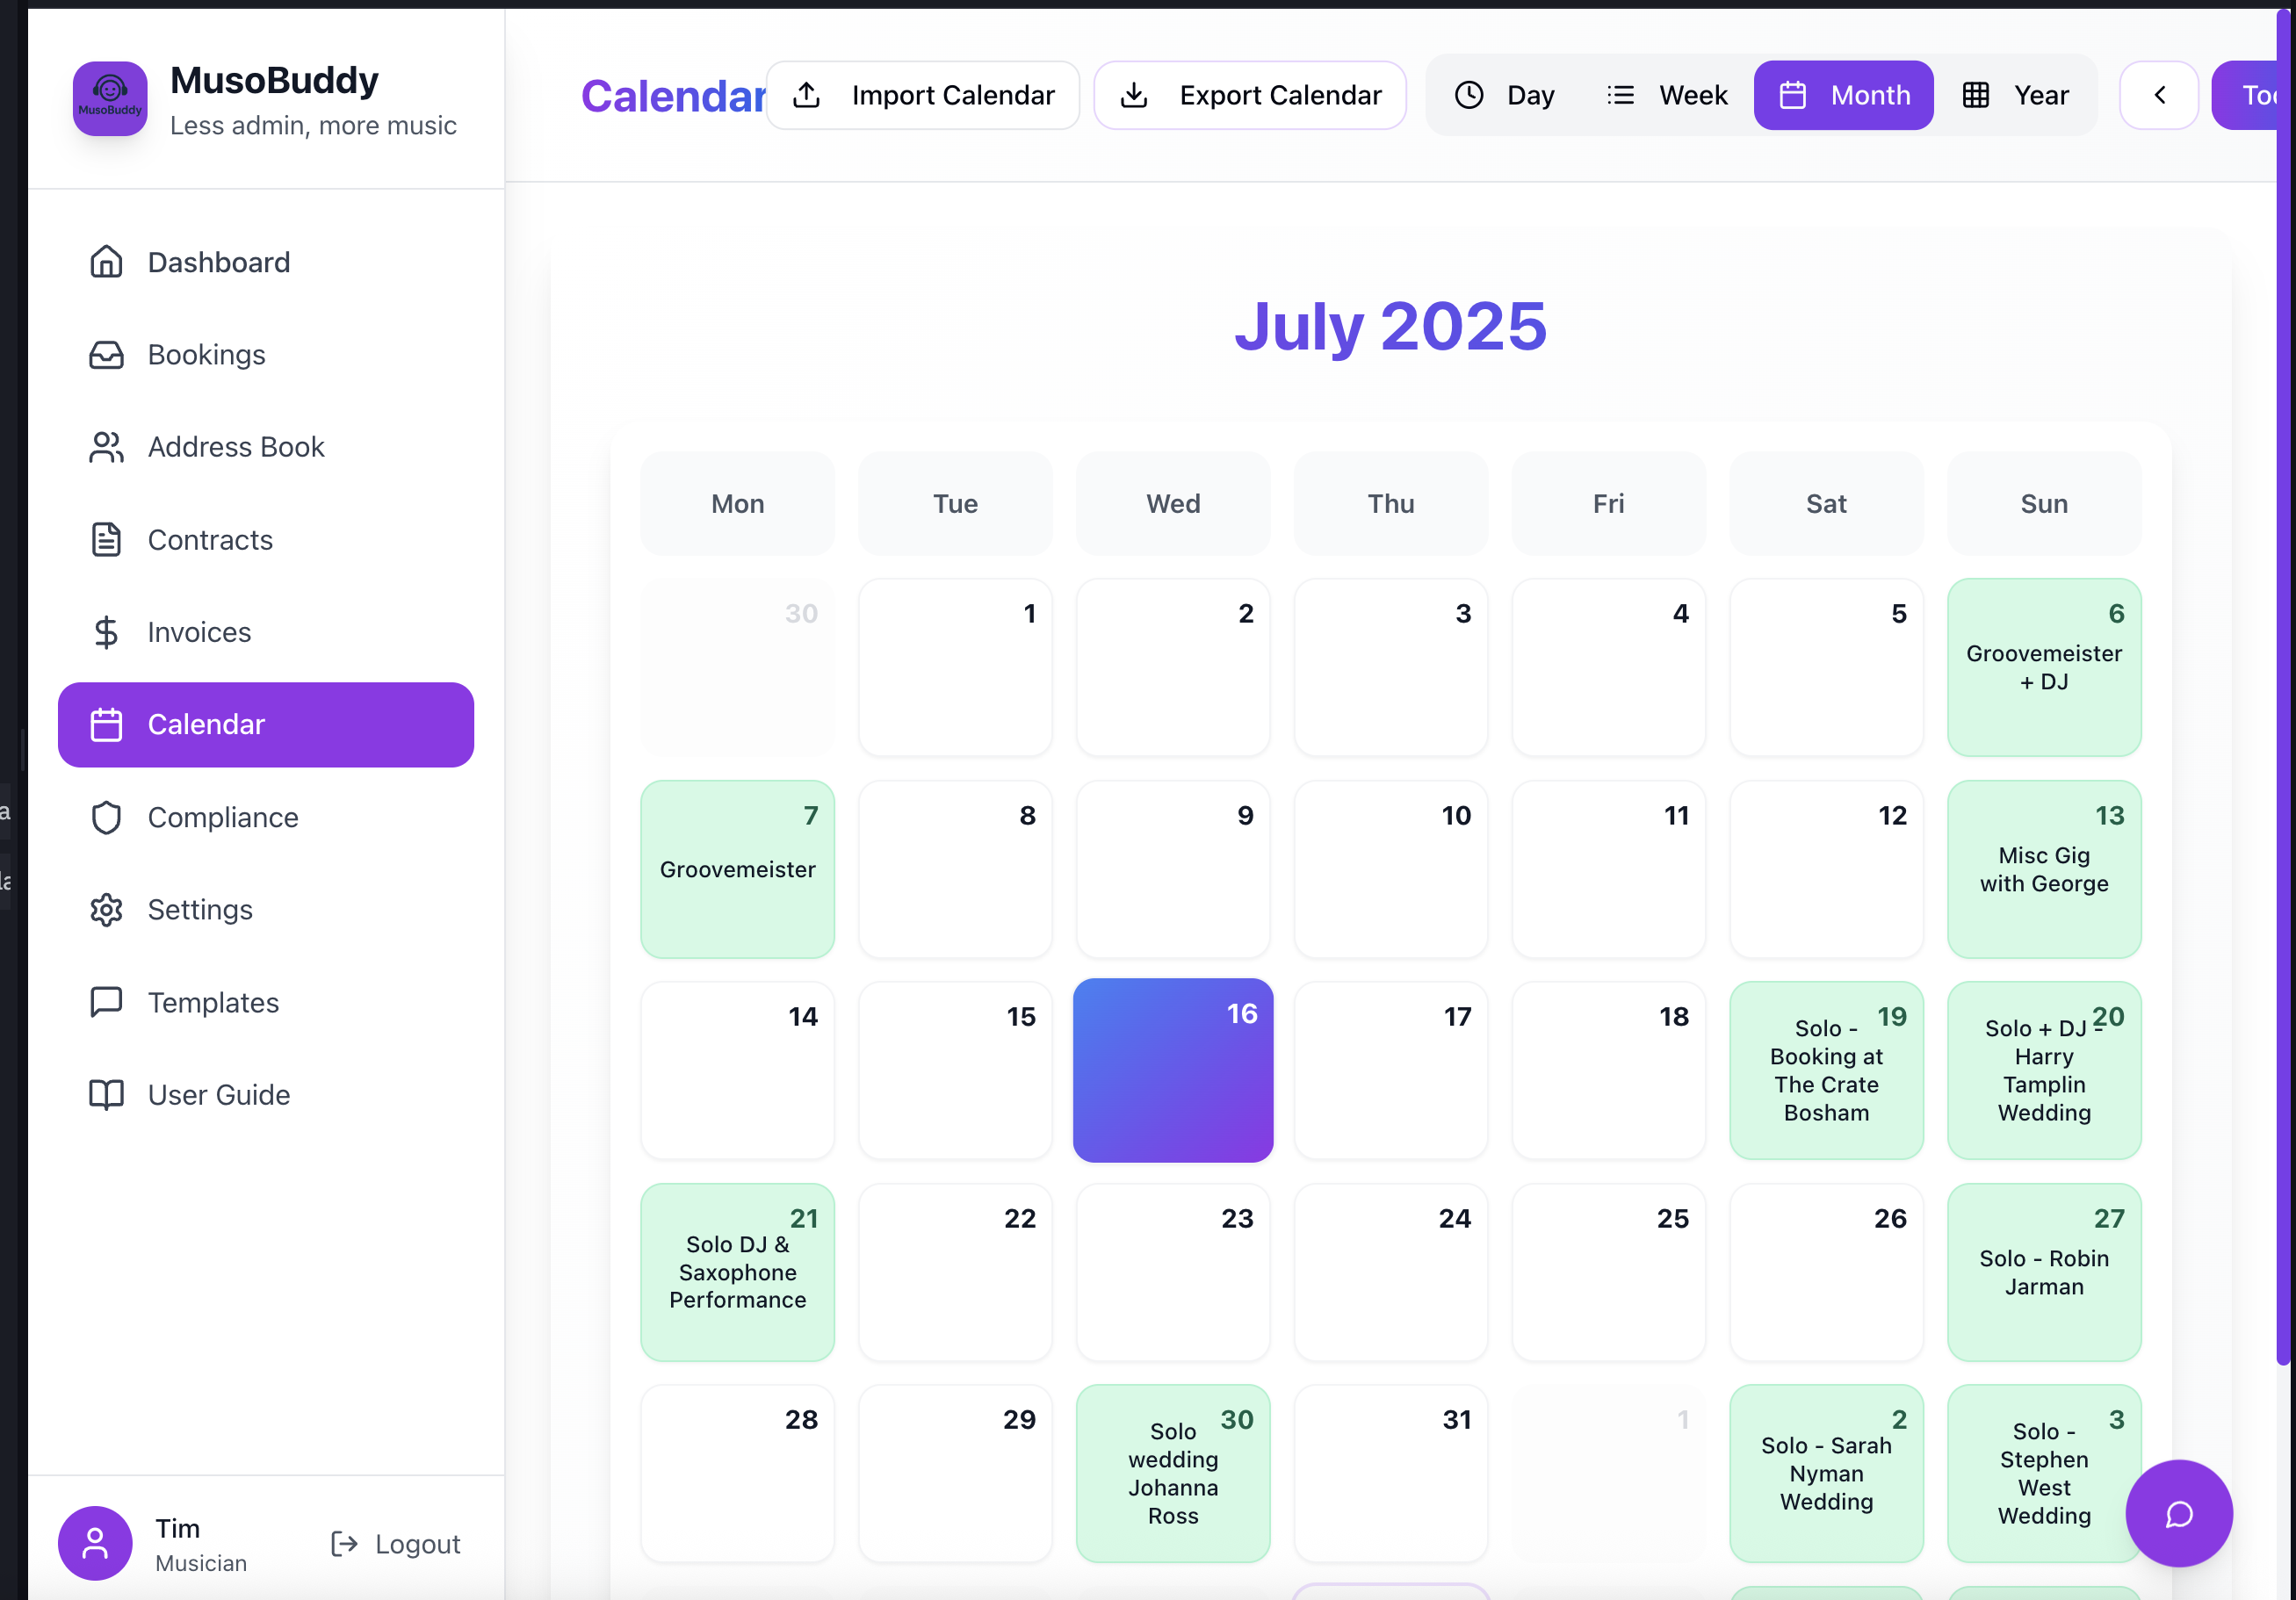 MusoBuddy
MusoBuddy
Less admin, more music
Dashboard
Bookings
Address Book
Contracts
Invoices
Calendar
Compliance
Settings
Templates
User Guide
Tim
Musician
Logout
Calendar
Import Calendar
Export Calendar
Day
Week
Month
Year
July 2025
Mon
Tue
Wed
Thu
Fri
Sat
Sun
30
1
2
3
4
5
6
Groovemeister
+ DJ
7
Groovemeister
8
9
10
11
12
13
Misc Gig
with George
14
15
16
17
18
19
Solo -
Booking at
The Crate
Bosham
20
Solo + DJ -
Harry
Tamplin
Wedding
21
Solo DJ &
Saxophone
Performance
22
23
24
25
26
27
Solo - Robin
Jarman
28
29
30
Solo
wedding
Johanna
Ross
31
1
2
Solo - Sarah
Nyman
Wedding
3
Solo -
Stephen
West
Wedding